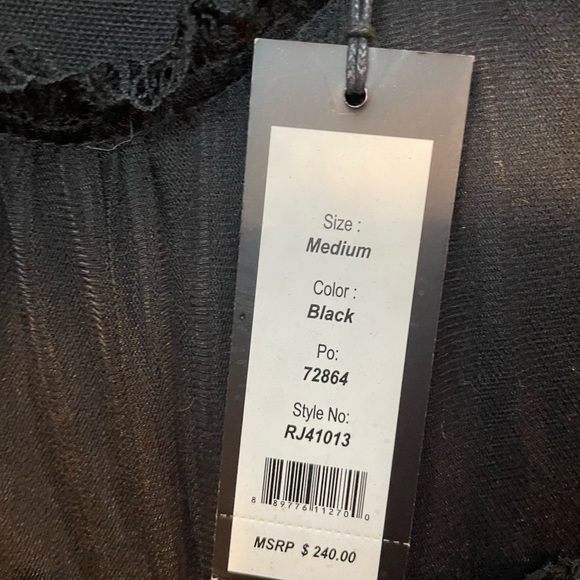 Size :
Medium
Color :
Black
Po:
72864
Style No:
RJ41013
8 89776 11270 0
MSRP $ 240.00